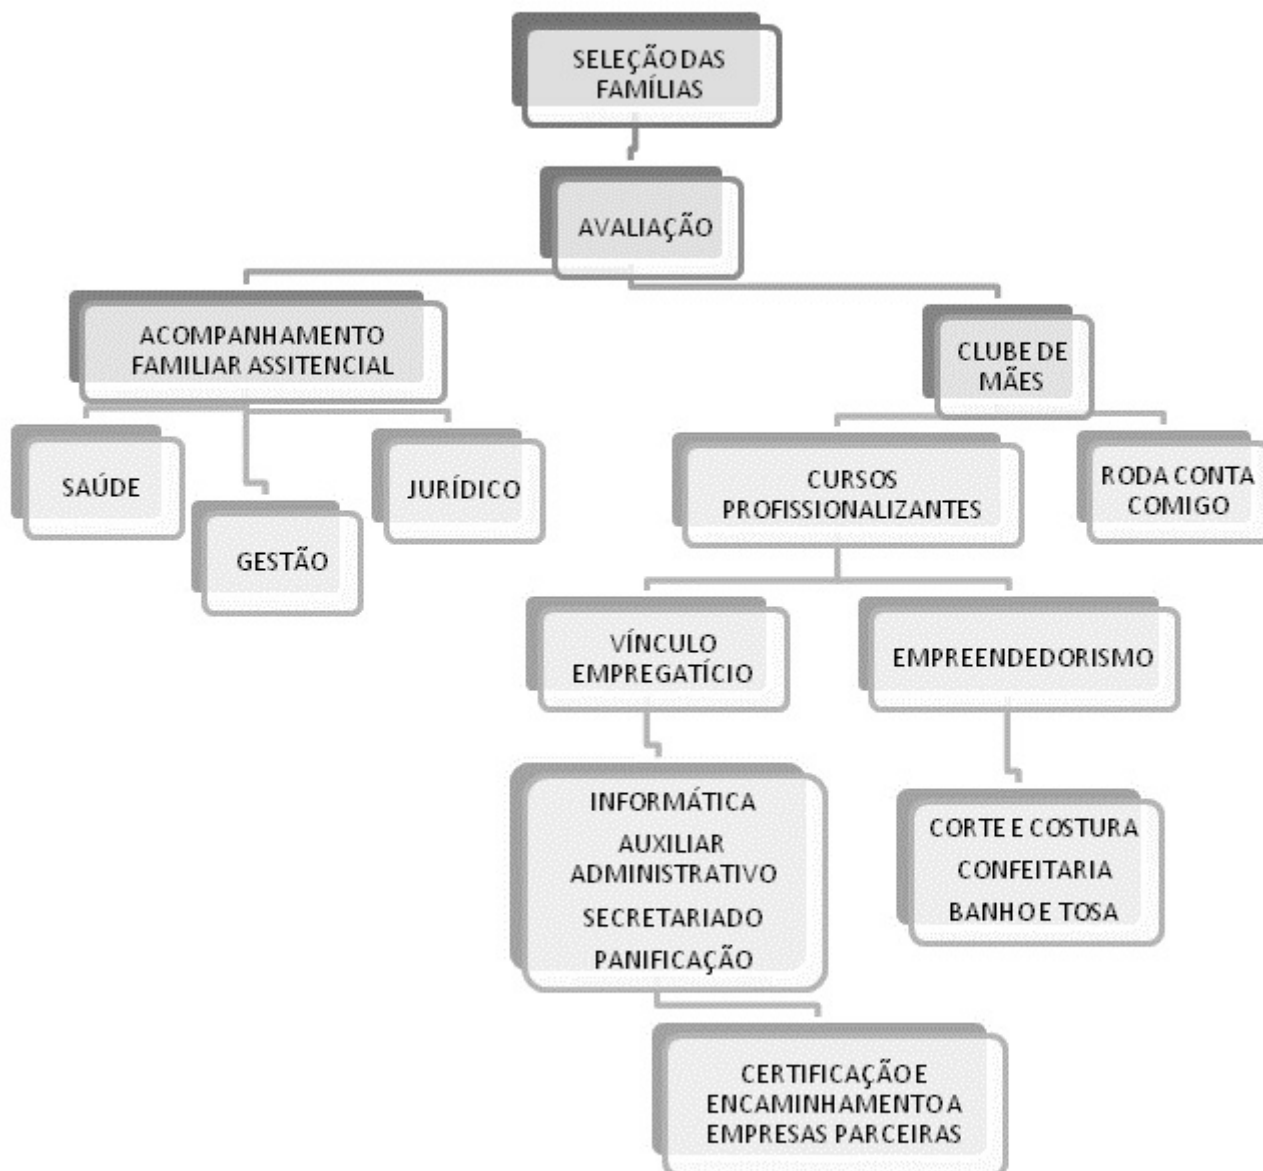 SELEÇÃO DAS
FAMÍLIAS
AVALIAÇÃO
ACOMPANHAMENTO
FAMILIAR ASSITENCIAL
CLUBE DE
MÃES
SAÚDE
GESTÃO
JURÍDICO
CURSOS
PROFISSIONALIZANTES
RODA CONTA
COMIGO
VÍNCULO
EMPREGATÍCIO
EMPREENDEDORISMO
INFORMÁTICA
AUXILIAR
ADMINISTRATIVO
SECRETARIADO
PANIFICAÇÃO
CORTE E COSTURA
CONFEITARIA
BANHO E TOSA
CERTIFICAÇÃO E
ENCAMINHAMENTO A
EMPRESAS PARCEIRAS